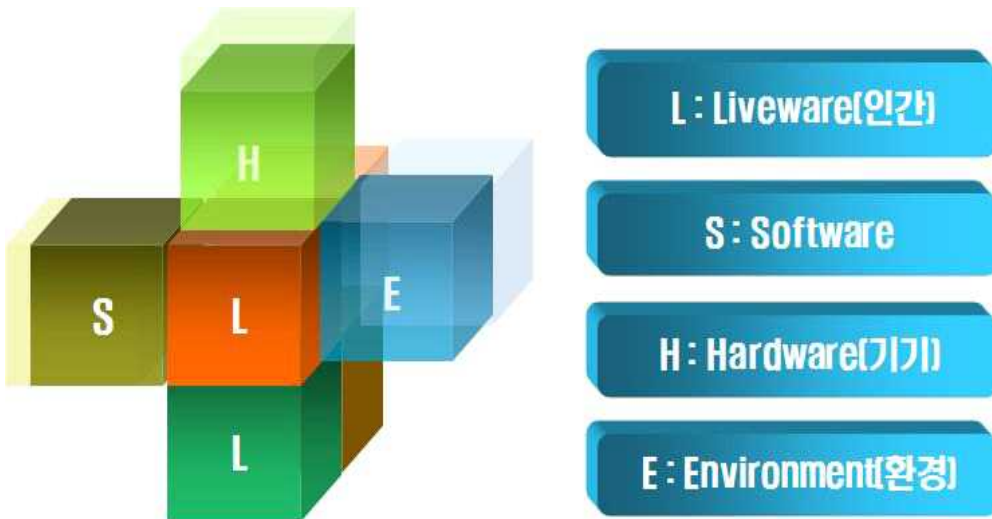 H
S
L
E
L
L : Liveware(인간)
S : Software
H : Hardware(기기)
E : Environment(환경)